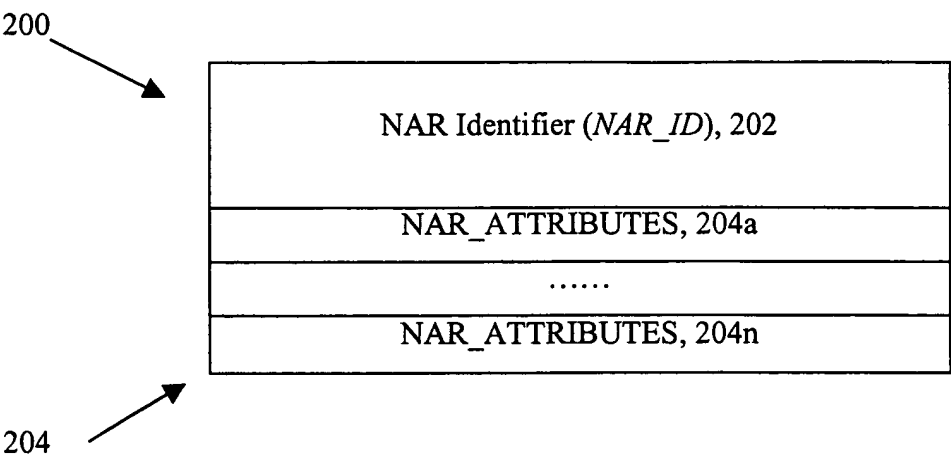 200
NAR Identifier (NAR_ID), 202
NAR_ATTRIBUTES, 204a
......
NAR_ATTRIBUTES, 204n
204